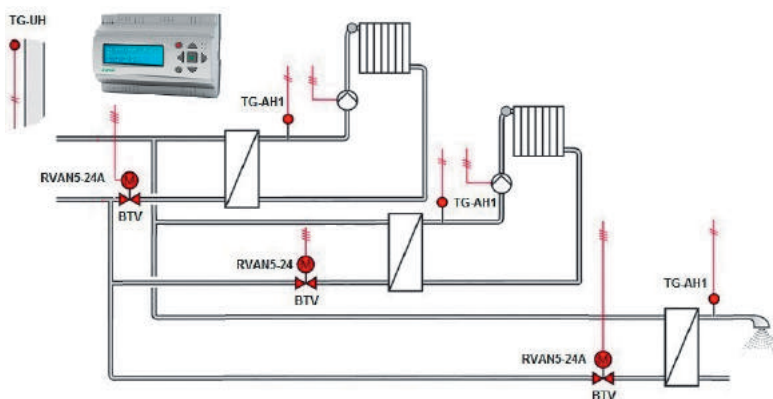 TG-UH
TG-AH1
RVAN5-24A
BTV
TG-AH1
RVAN5-24
BTV
TG-AH1
RVAN5-24A
BTV